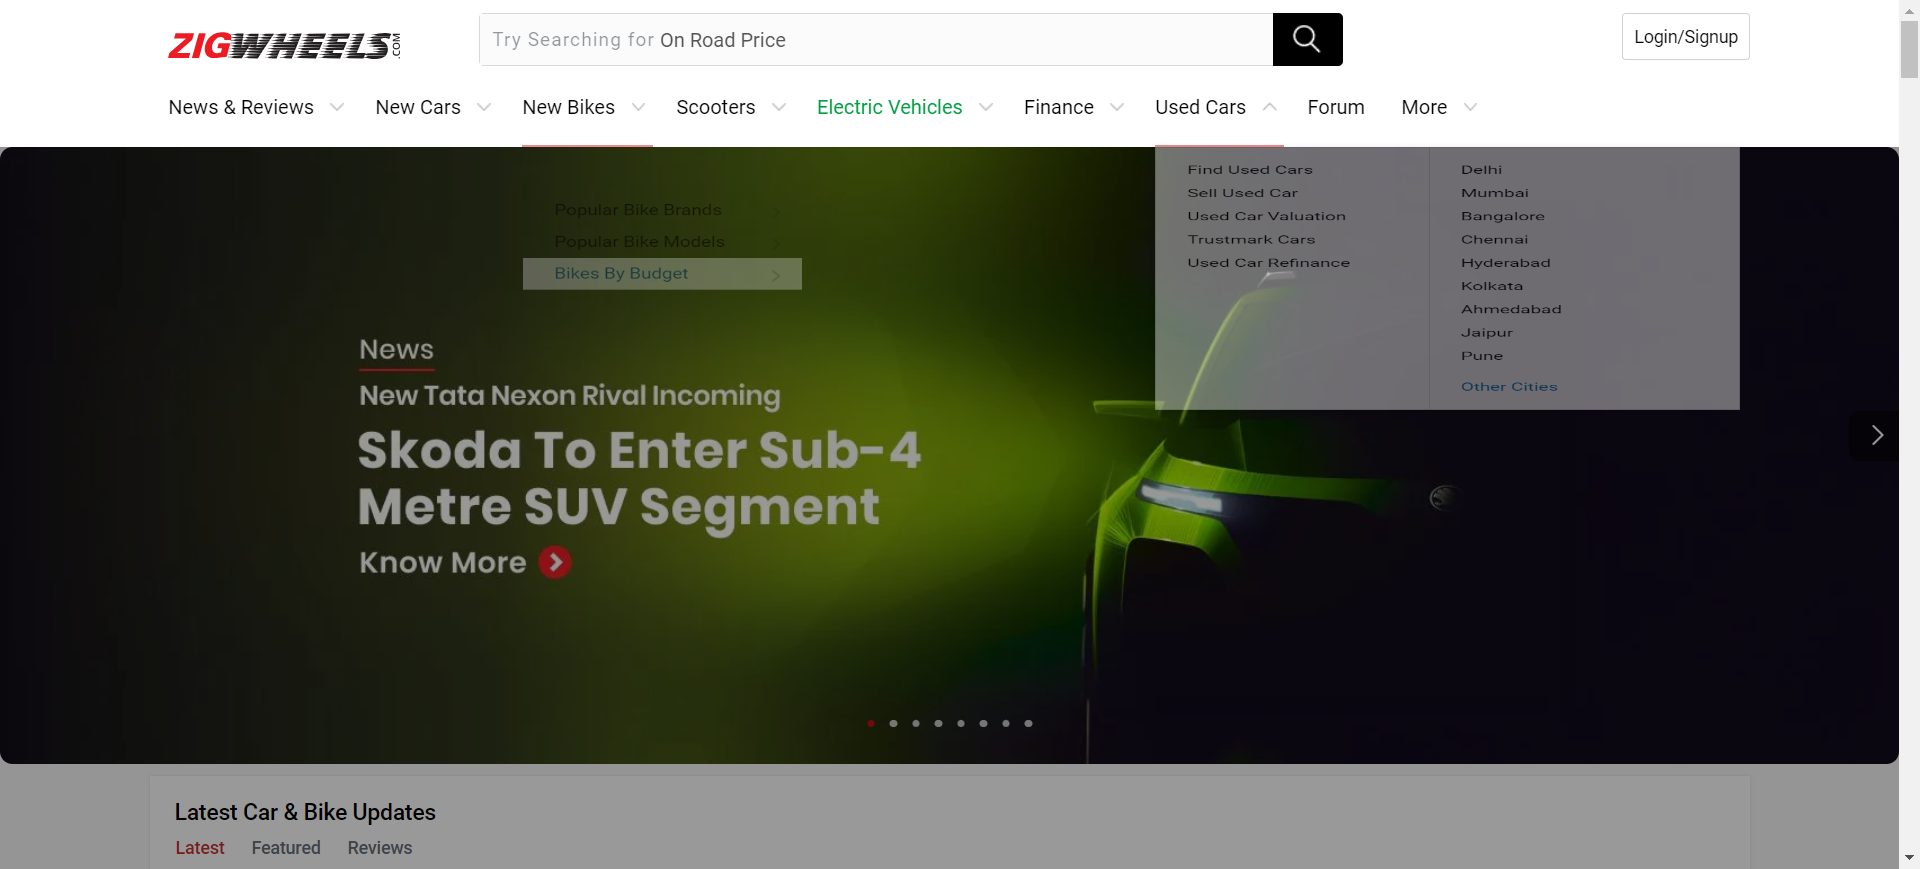 ZIGWHEELS.COM
Try Searching for On Road Price
Login/Signup
News & Reviews New Cars New Bikes Scooters Electric Vehicles Finance Used Cars Forum More
Popular Bike Brands
Popular Bike Models
Bikes By Budget
Find Used Cars
Sell Used Car
Used Car Valuation
Trustmark Cars
Used Car Refinance
Delhi
Mumbai
Bangalore
Chennai
Hyderabad
Kolkata
Ahmedabad
Jaipur
Pune
Other Cities
News
New Tata Nexon Rival Incoming
Skoda To Enter Sub-4
Metre SUV Segment
Know More
Latest Car & Bike Updates
Latest Featured Reviews